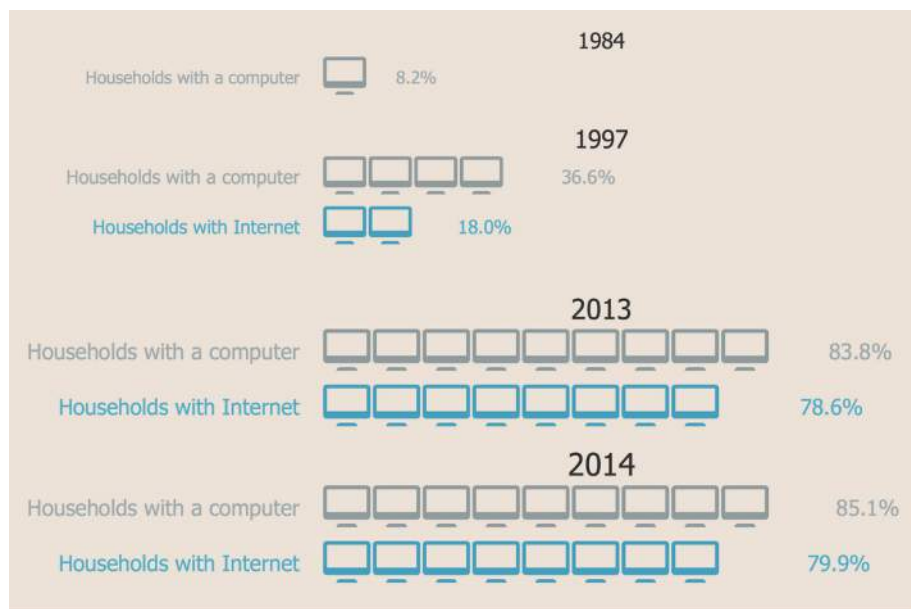 1984
Households with a computer 8.2%
1997
Households with a computer 36.6%
Households with Internet 18.0%
2013
Households with a computer 83.8%
Households with Internet 78.6%
2014
Households with a computer 85.1%
Households with Internet 79.9%